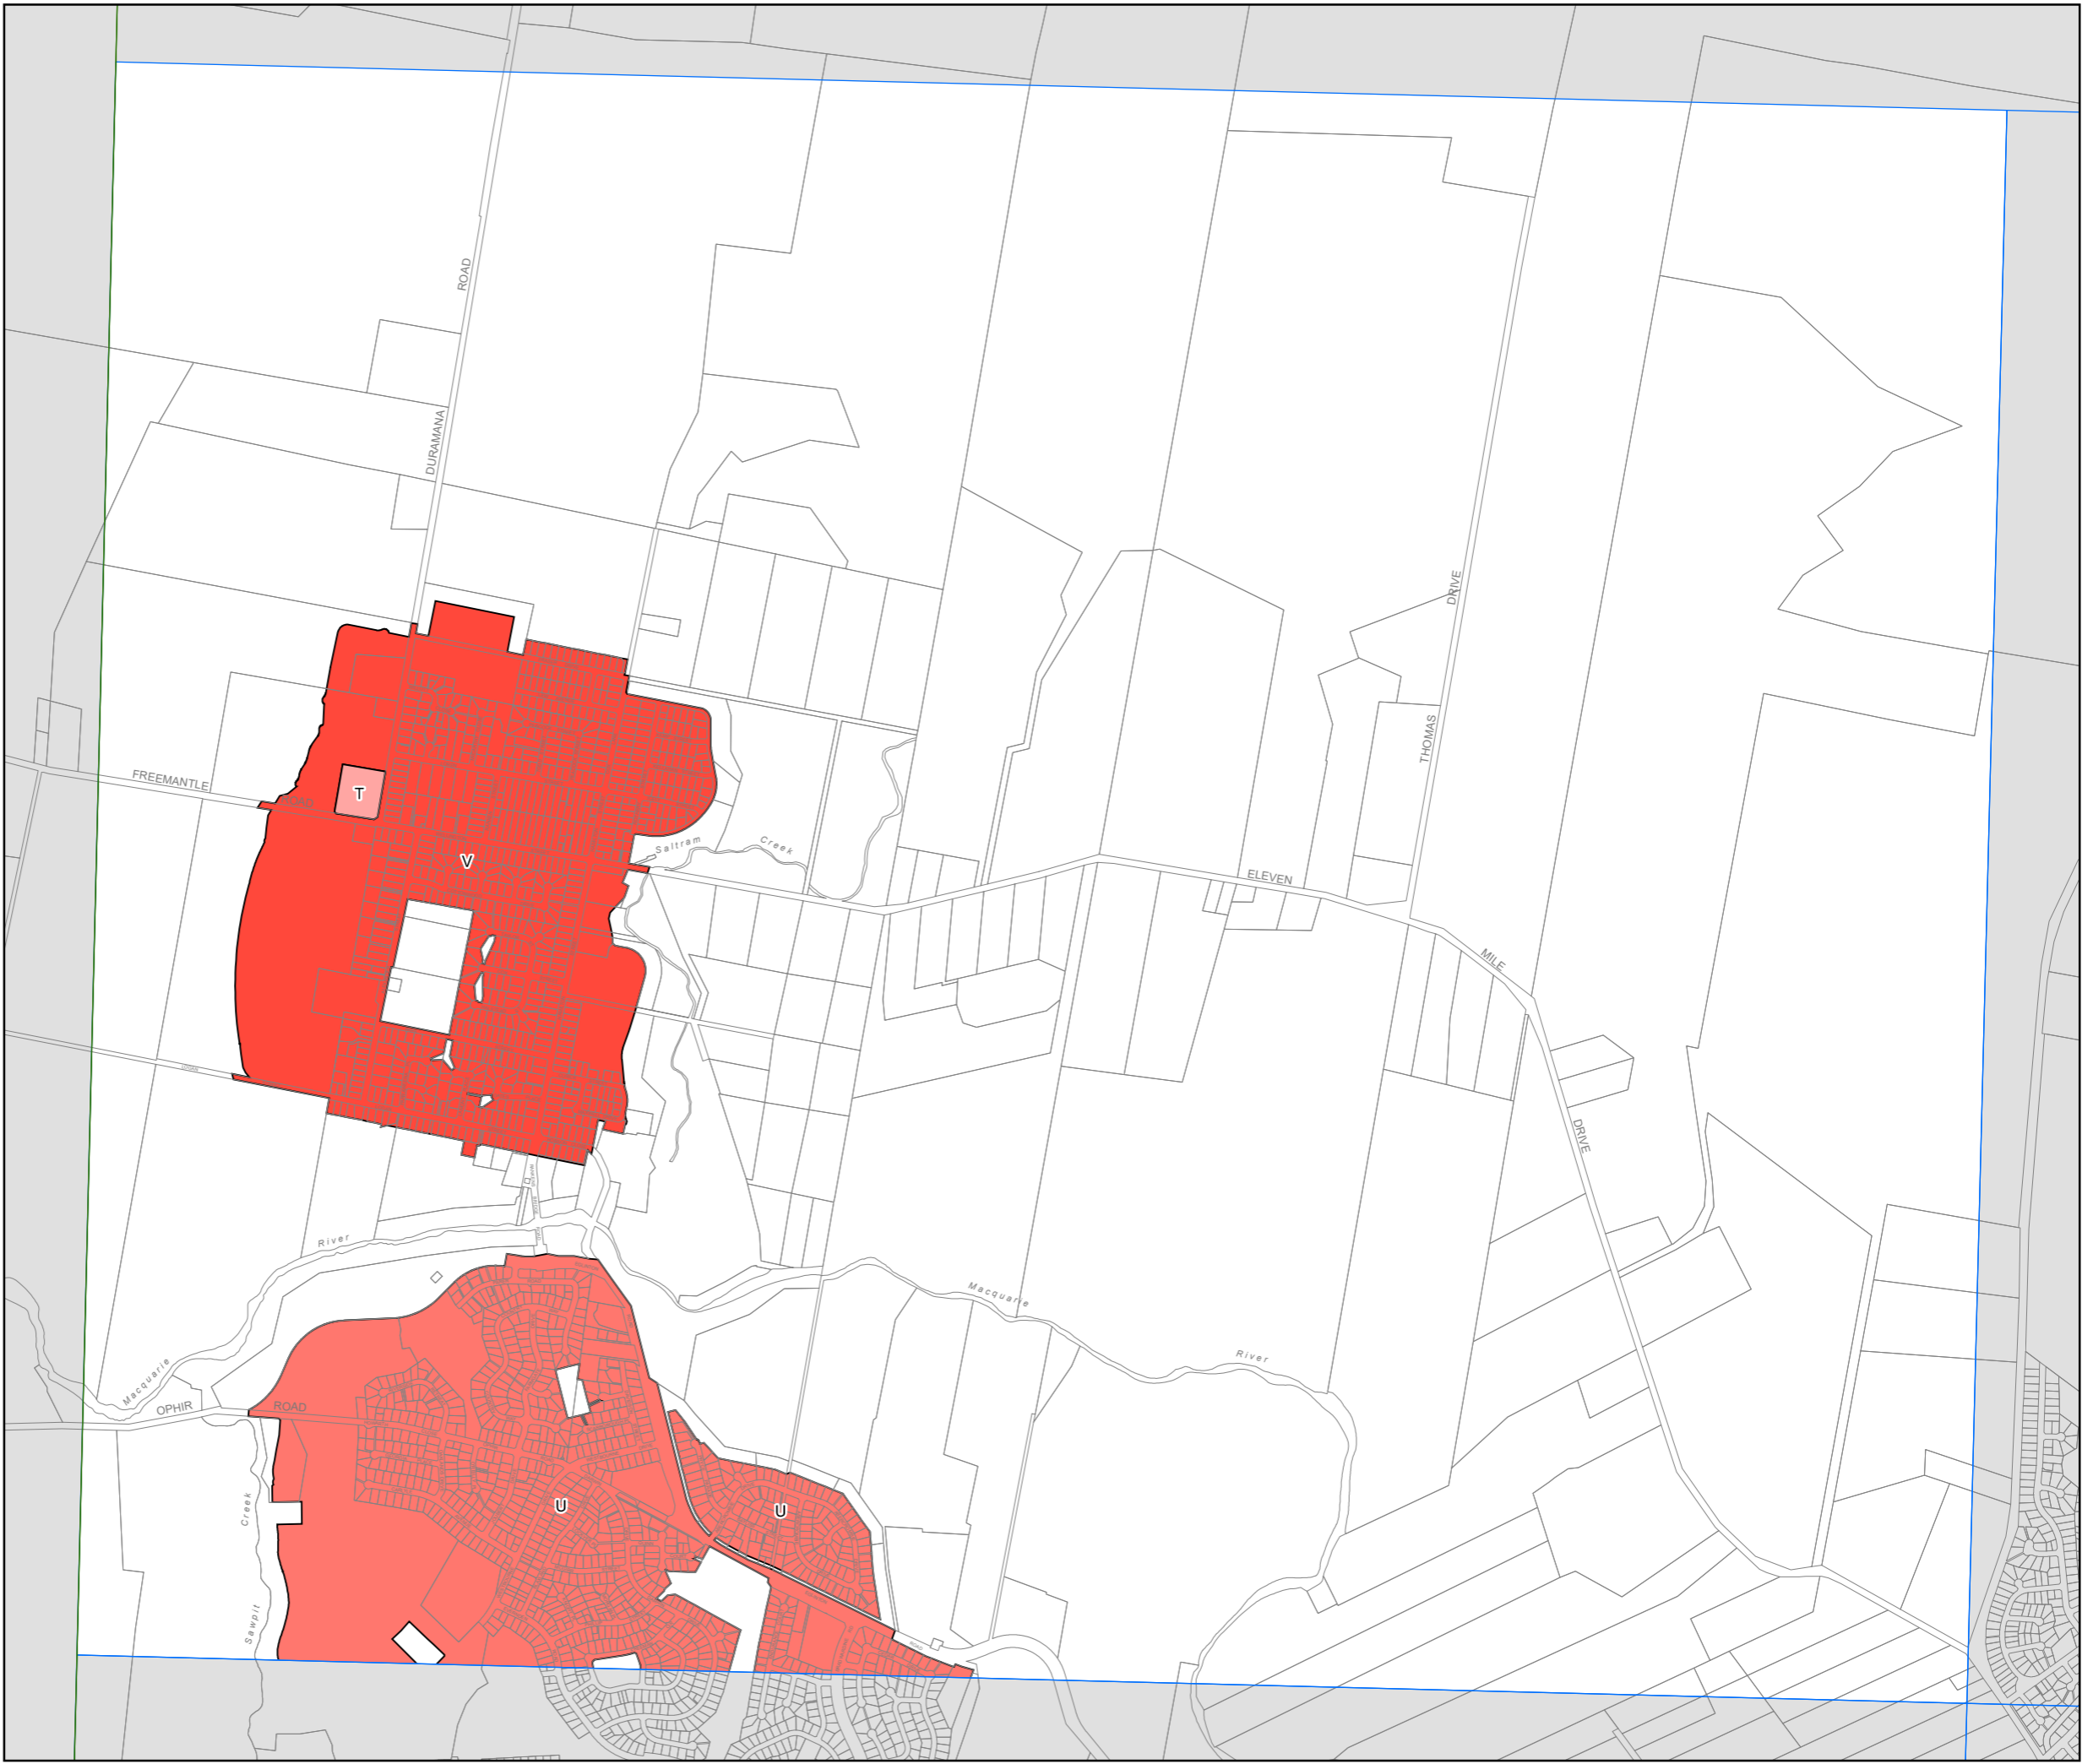 ROAD
DURAMANA
DRIVE
THOMAS
FREEMANTLE
ROAD
T
V
Saltram
Creek
ELEVEN
MILE
DRIVE
River
Macquarie
Macquarie
River
OPHIR
ROAD
Creek
Sawpit
U
U
ROAD